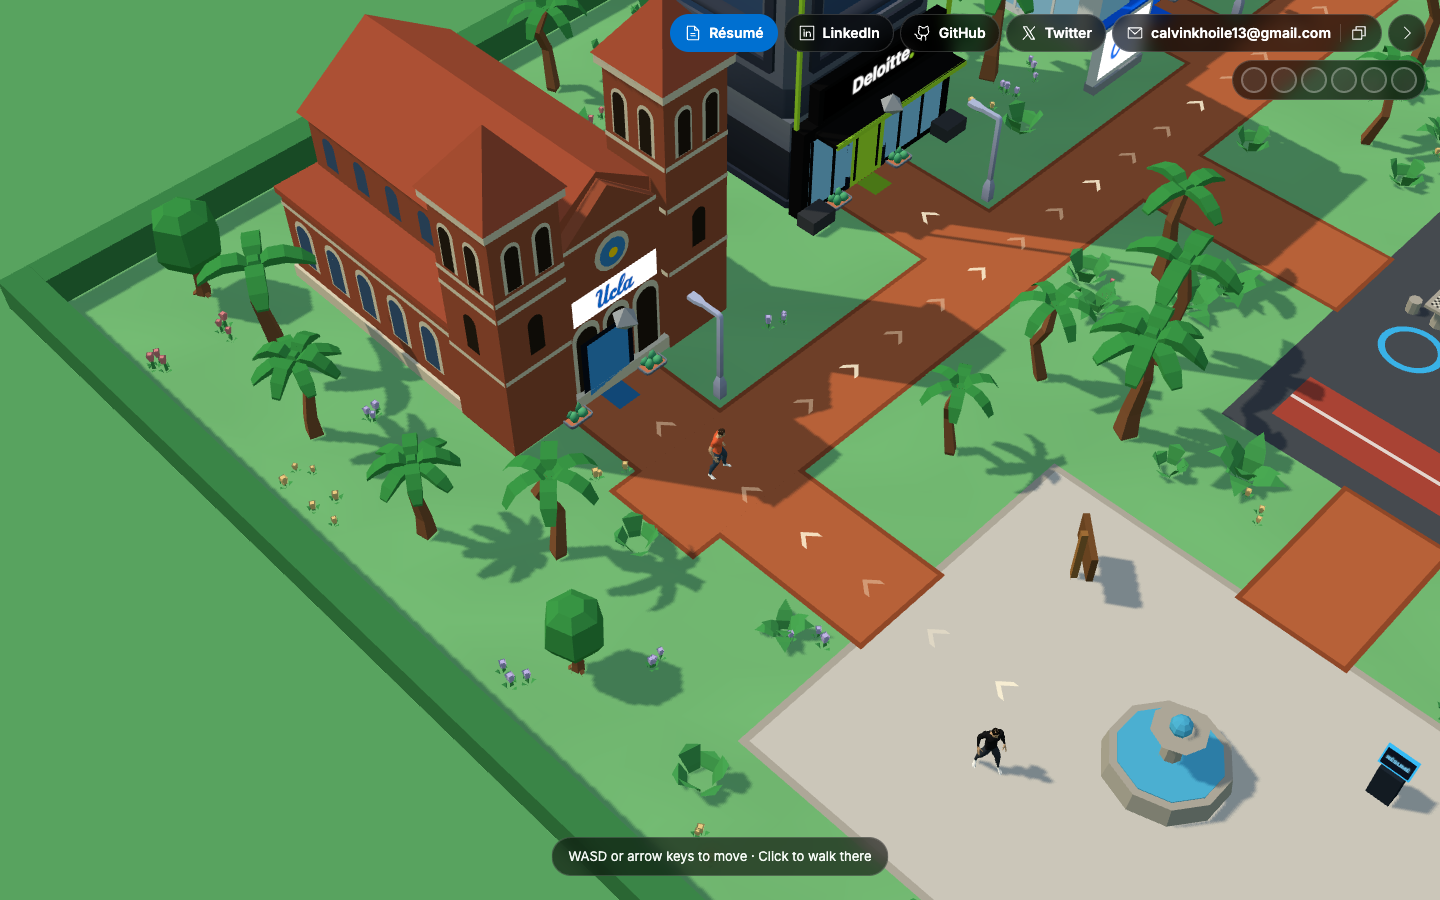 Résumé
LinkedIn
GitHub
Twitter
calvinkhoile13@gmail.com
Deloitte.
Ucla
WASD or arrow keys to move · Click to walk there